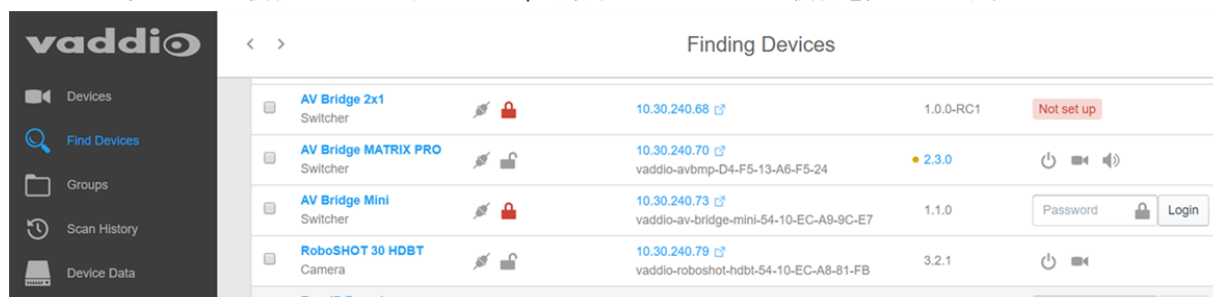 vaddio
< >
Finding Devices
Devices
Find Devices
Groups
Scan History
Device Data
AV Bridge 2x1
Switcher
10.30.240.68
1.0.0-RC1
Not set up
AV Bridge MATRIX PRO
Switcher
10.30.240.70
vaddio-avbmp-D4-F5-13-A6-F5-24
2.3.0
AV Bridge Mini
Switcher
10.30.240.73
vaddio-av-bridge-mini-54-10-EC-A9-9C-E7
1.1.0
Password
Login
RoboSHOT 30 HDBT
Camera
10.30.240.79
vaddio-roboshot-hdbt-54-10-EC-A8-81-FB
3.2.1